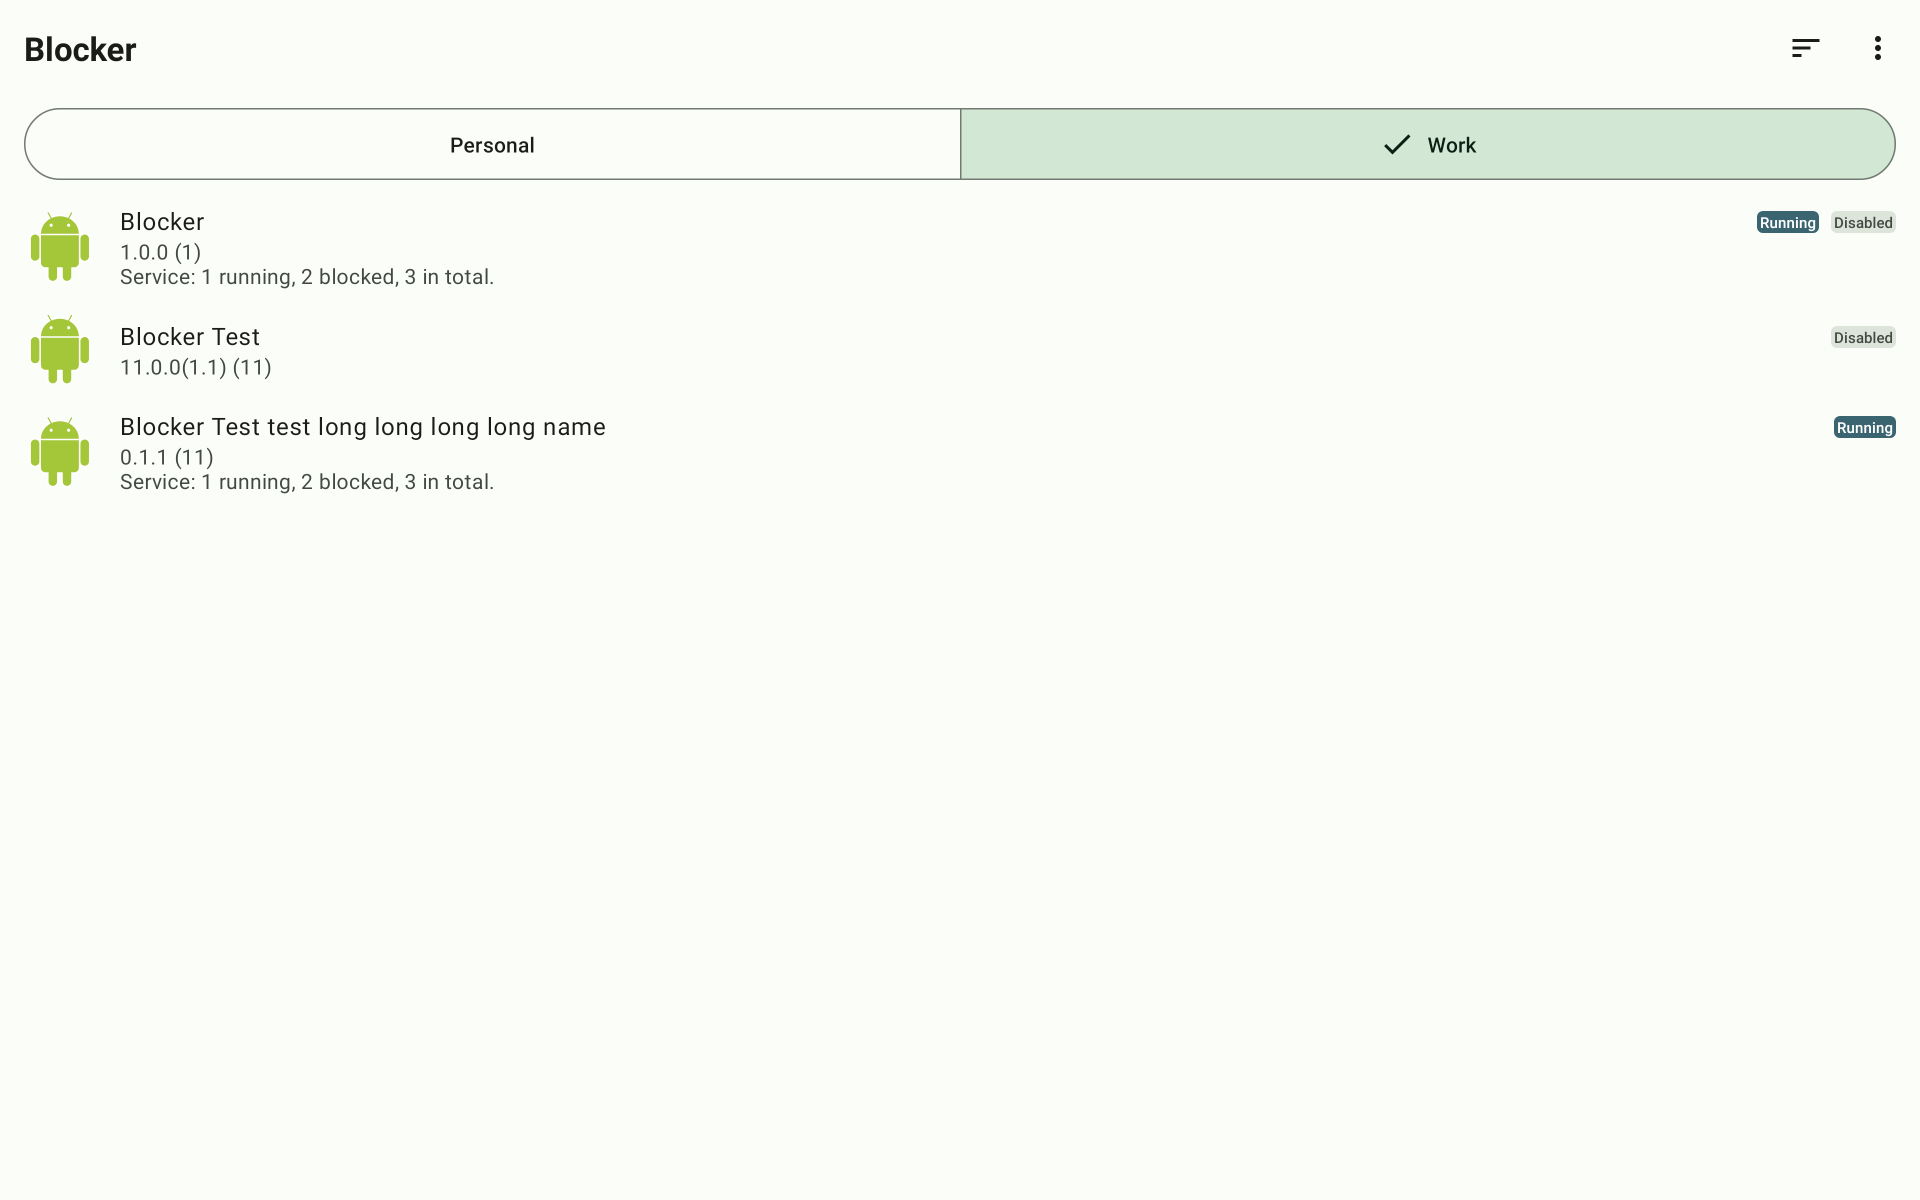 Blocker
Personal
Work
Blocker
Running
Disabled
1.0.0 (1)
Service: 1 running, 2 blocked, 3 in total.
Blocker Test
Disabled
11.0.0(1.1) (11)
Blocker Test test long long long long name
Running
0.1.1 (11)
Service: 1 running, 2 blocked, 3 in total.